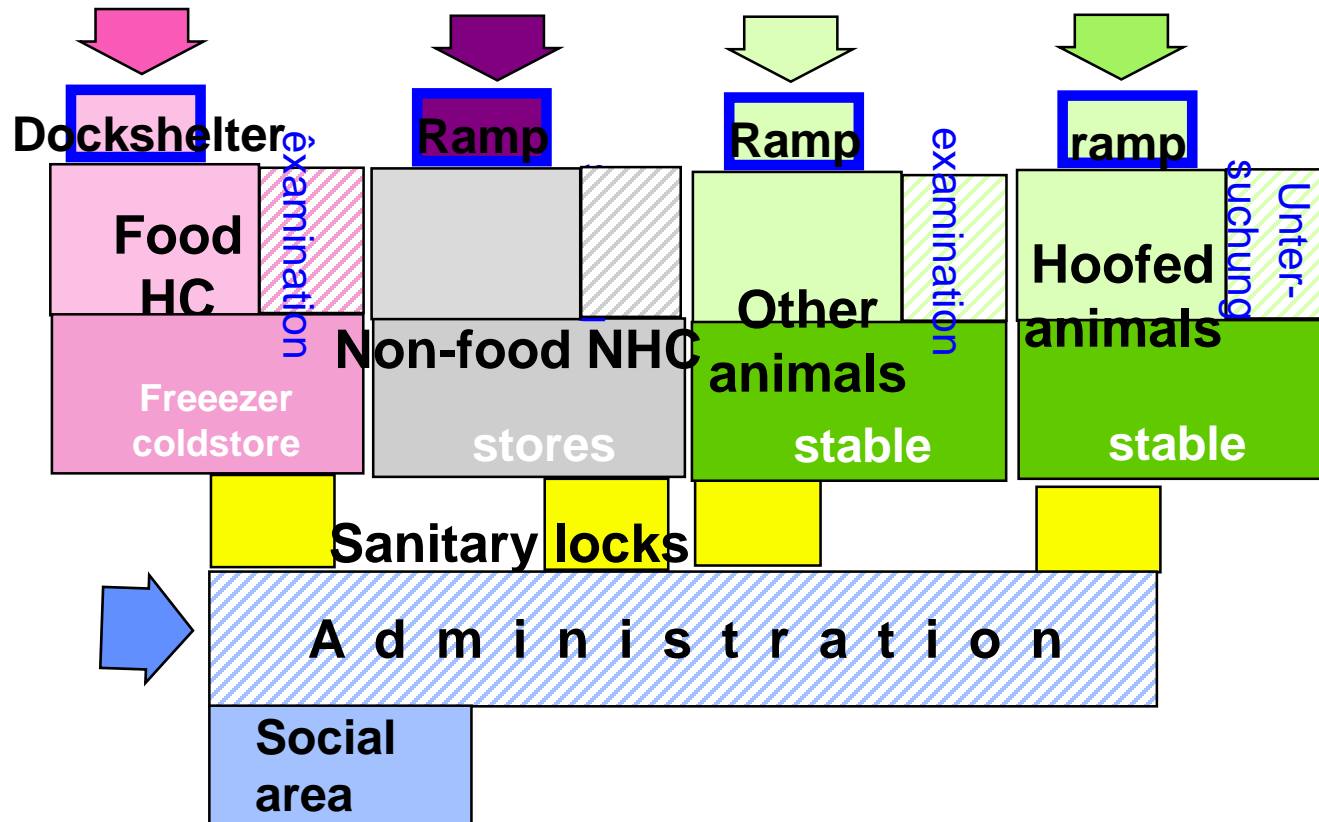 Dockshelter
Ramp
Ramp
ramp
Food
HC
êxamination
Non-food NHC
Other
animals
examination
Hoofed
animals
Unter-
suchung
Freeezer
coldstore
stores
stable
stable
Sanitary locks
Administration
Social
area